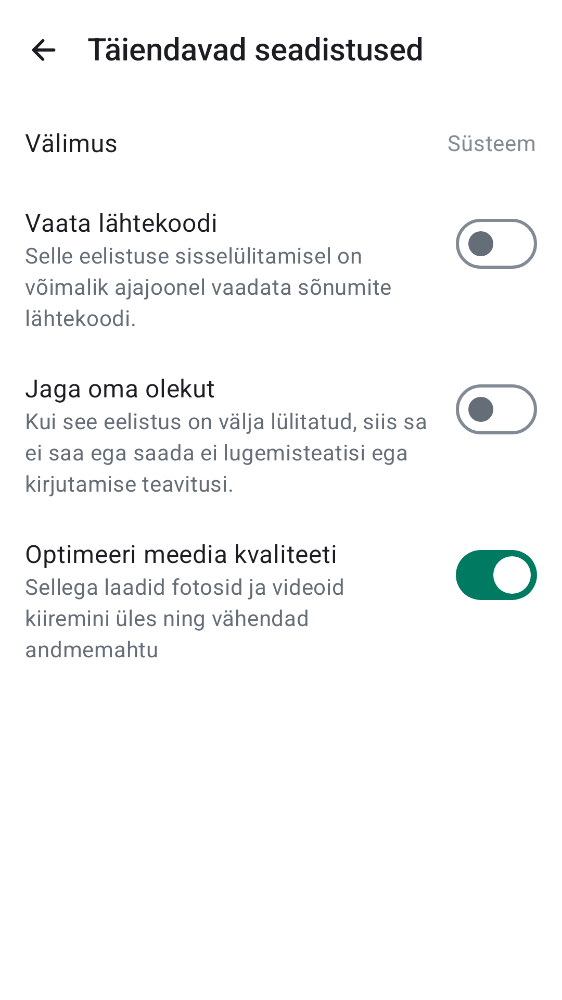 Täiendavad seadistused
Välimus
Süsteem
Vaata lähtekoodi
Selle eelistuse sisselülitamisel on
võimalik ajajoonel vaadata sõnumite
lähtekoodi.
Jaga oma olekut
Kui see eelistus on välja lülitatud, siis sa
ei saa ega saada ei lugemisteatisi ega
kirjutamise teavitusi.
Optimeeri meedia kvaliteeti
Sellega laadid fotosid ja videoid
kiiremini üles ning vähendad
andmemahtu